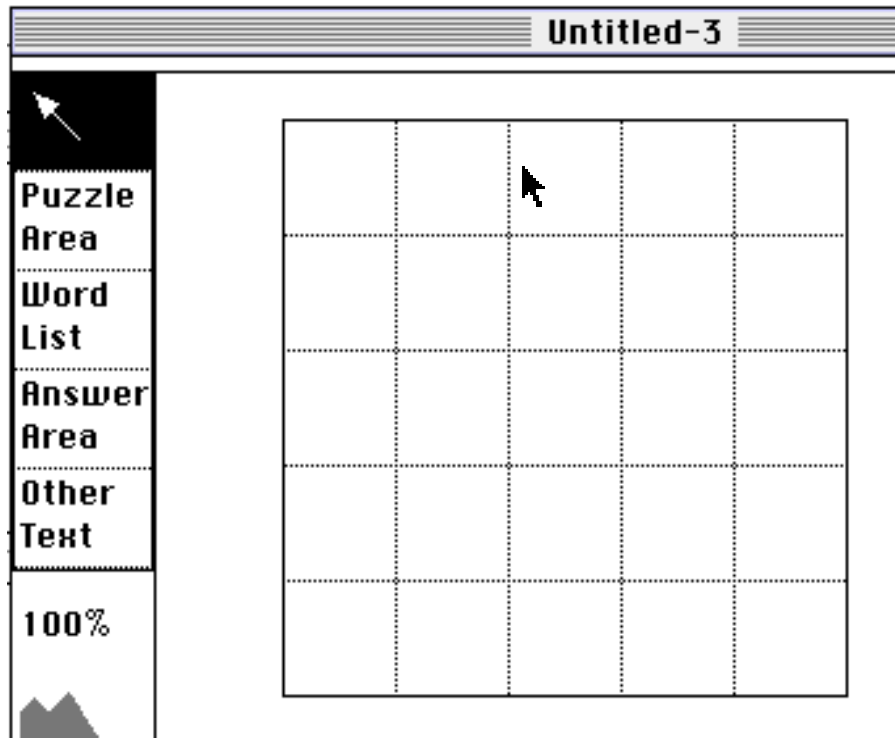 Untitled-3
Puzzle
Area
Word
List
Answer
Area
Other
Text
100%